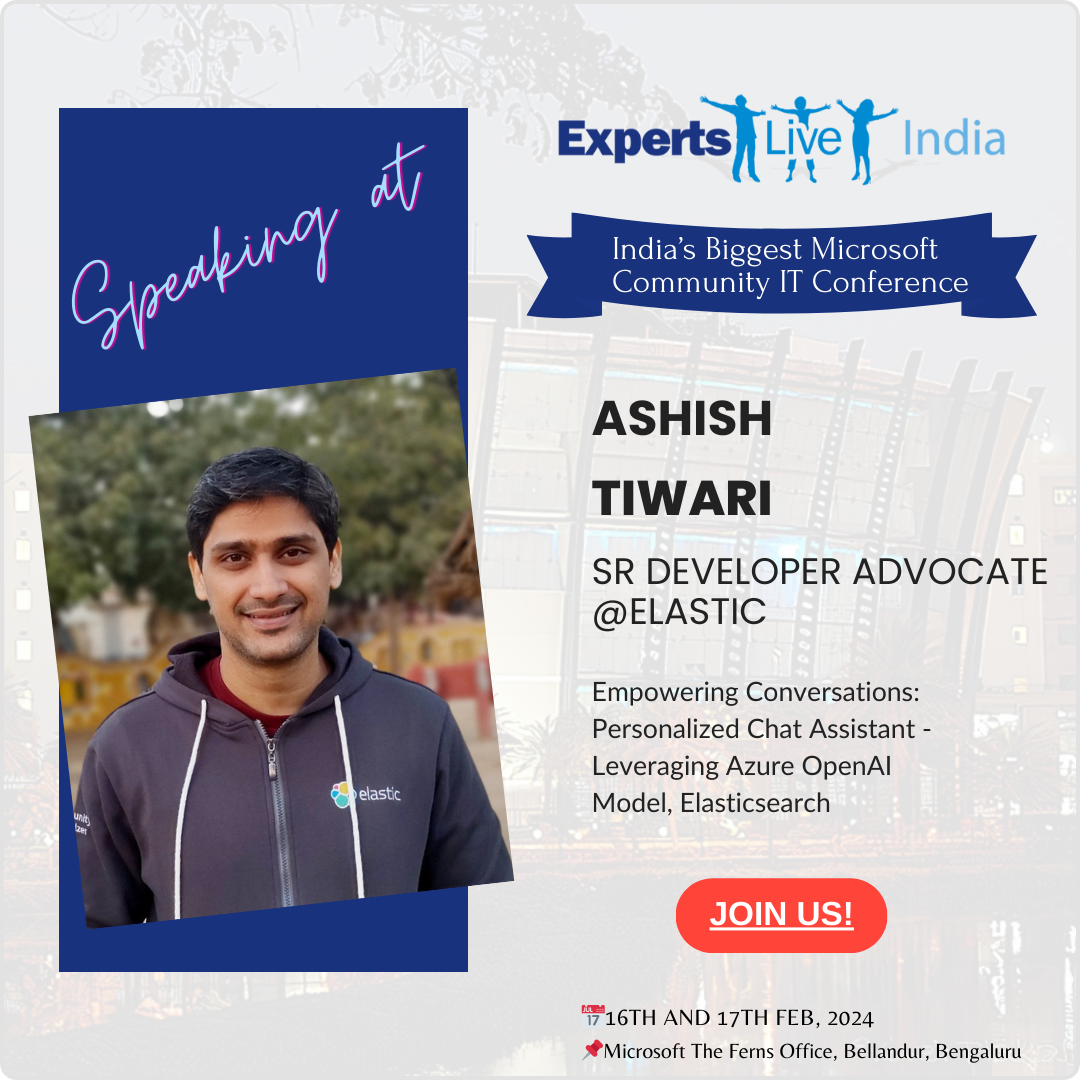 Speaking at
Experts Live India
India's Biggest Microsoft
Community IT Conference
ASHISH
TIWARI
SR DEVELOPER ADVOCATE
@ELASTIC
Empowering Conversations:
Personalized Chat Assistant -
Leveraging Azure OpenAI
Model, Elasticsearch
elastic
JOIN US!
JUL
17
16TH AND 17TH FEB, 2024
Microsoft The Ferns Office, Bellandur, Bengaluru